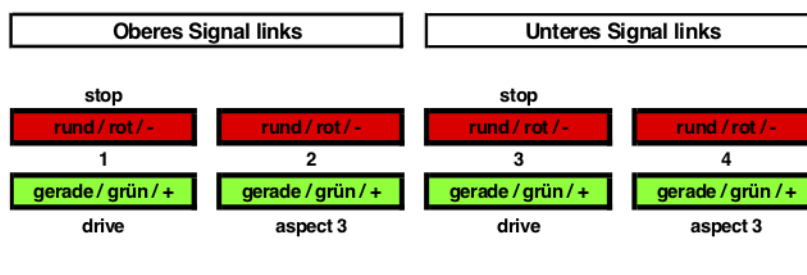 Oberes Signal links
Unteres Signal links
stop
stop
rund / rot / -
rund / rot / -
rund / rot / -
rund / rot / -
1
2
3
4
gerade / grün / +
gerade / grün / +
gerade / grün / +
gerade / grün / +
drive
aspect 3
drive
aspect 3